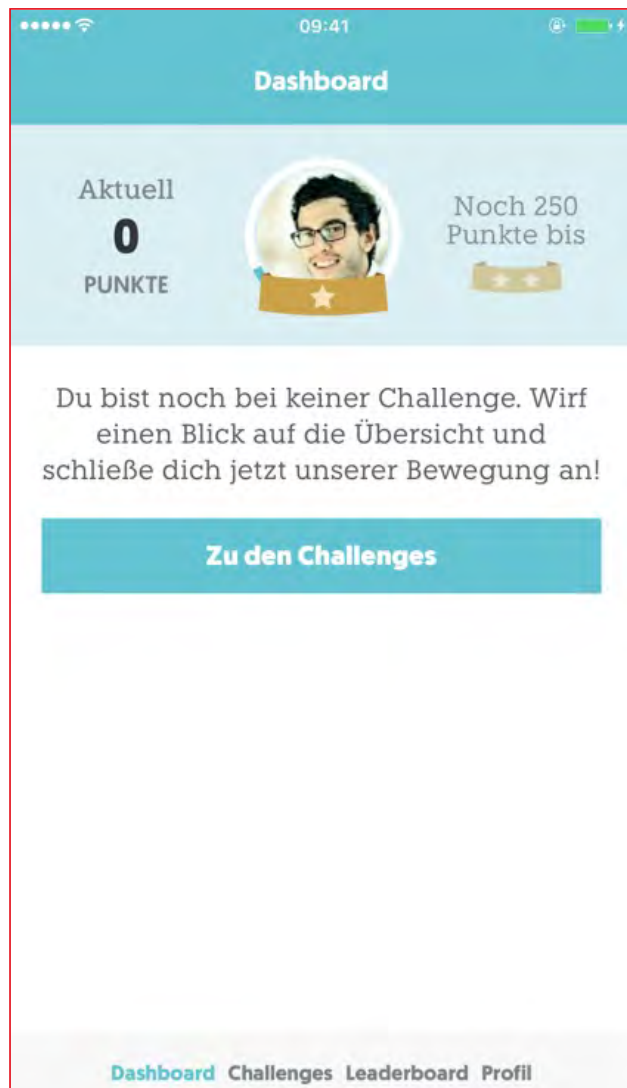 09:41
Dashboard
Aktuell
0
PUNKTE
Noch 250
Punkte bis
Du bist noch bei keiner Challenge. Wirf
einen Blick auf die Übersicht und
schließe dich jetzt unserer Bewegung an!
Zu den Challenges
Dashboard Challenges Leaderboard Profil